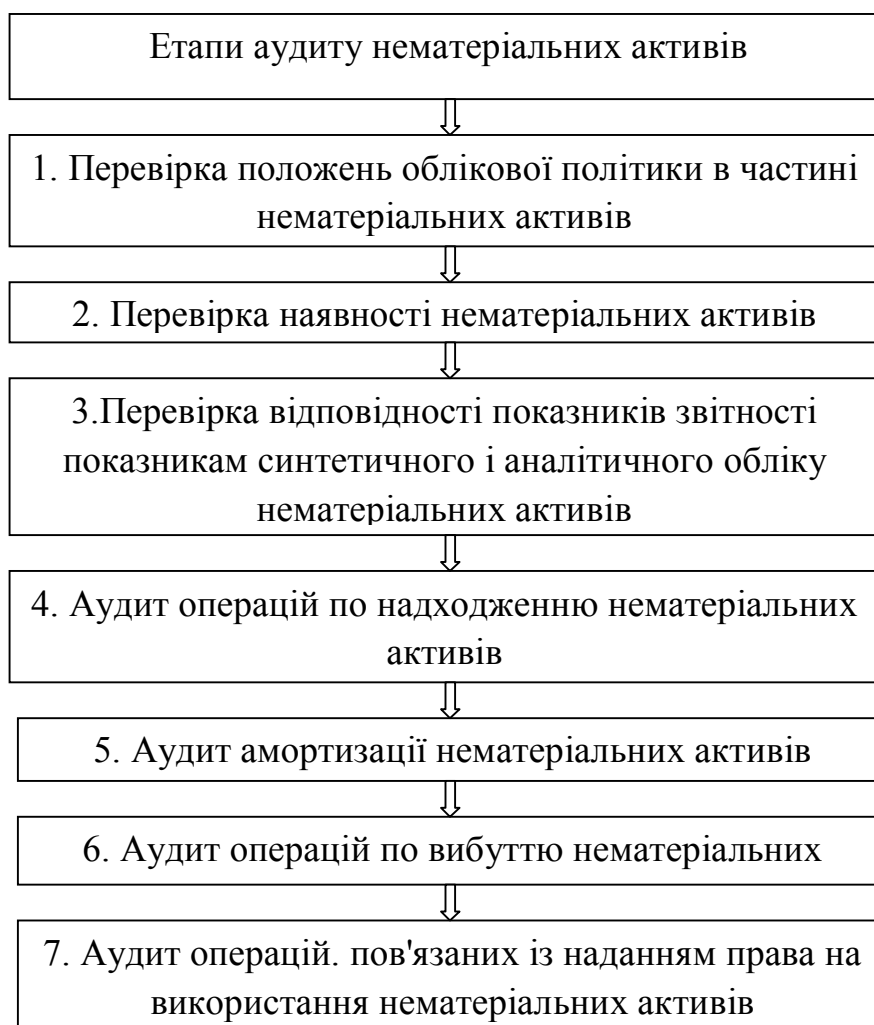 Етапи аудиту нематеріальних активів
1. Перевірка положень облікової політики в частині
нематеріальних активів
2. Перевірка наявності нематеріальних активів
3.Перевірка відповідності показників звітності
показникам синтетичного і аналітичного обліку
нематеріальних активів
4. Аудит операцій по надходженню нематеріальних
активів
5. Аудит амортизації нематеріальних активів
6. Аудит операцій по вибуттю нематеріальних
7. Аудит операцій. пов'язаних із наданням права на
використання нематеріальних активів